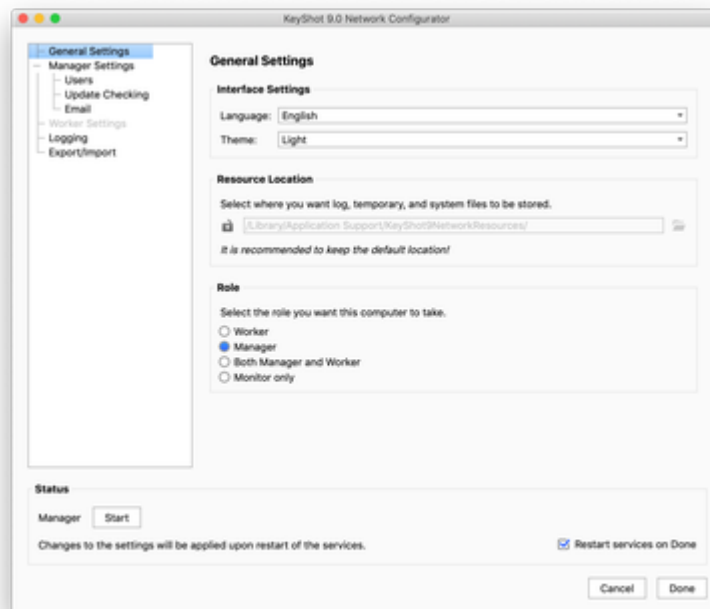 KeyShot 9.0 Network Configurator
General Settings
Manager Settings
Users
Update Checking
Email
Worker Settings
Logging
Export/Import
General Settings
Interface Settings
Language: English
Theme: Light
Resource Location
Select where you want log, temporary, and system files to be stored.
/Library/Application Support/KeyShot9NetworkResources/
It is recommended to keep the default location!
Role
Select the role you want this computer to take.
Worker
Manager
Both Manager and Worker
Monitor only
Status
Manager Start
Changes to the settings will be applied upon restart of the services. Restart services on Done
Cancel Done